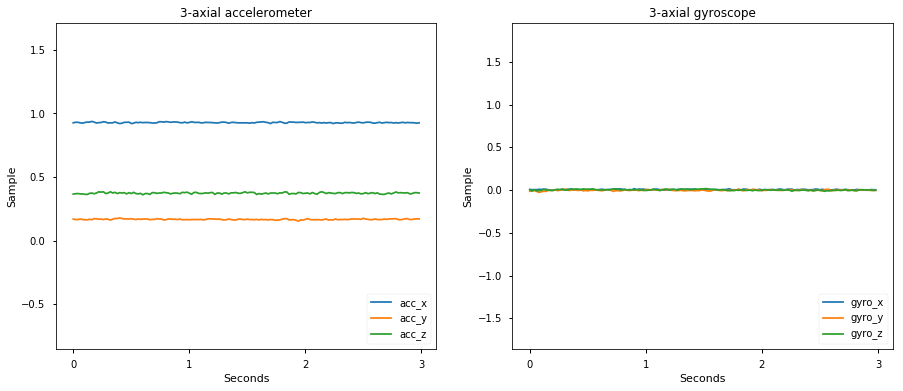 3-axial accelerometer
Sample
1.5
1.0
0.5
0.0
−0.5
0
1
2
3
Seconds
acc_x
acc_y
acc_z
3-axial gyroscope
Sample
1.5
1.0
0.5
0.0
−0.5
−1.0
−1.5
0
1
2
3
Seconds
gyro_x
gyro_y
gyro_z